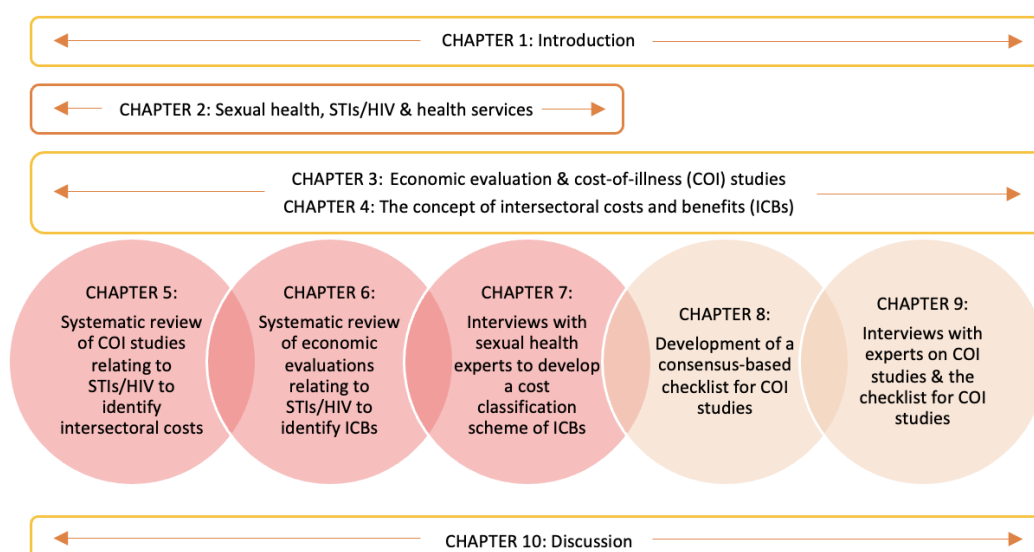 CHAPTER 1: Introduction
CHAPTER 2: Sexual health, STIs/HIV & health services
CHAPTER 3: Economic evaluation & cost-of-illness (COI) studies
CHAPTER 4: The concept of intersectoral costs and benefits (ICBs)
CHAPTER 5:
Systematic review
of COI studies
relating to
STIs/HIV to
identify
intersectoral costs
CHAPTER 6:
Systematic review
of economic
evaluations
relating to
STIs/HIV to
identify ICBs
CHAPTER 7:
Interviews with
sexual health
experts to develop
a cost
classification
scheme of ICBs
CHAPTER 8:
Development of a
consensus-based
checklist for COI
studies
CHAPTER 9:
Interviews with
experts on COI
studies & the
checklist for COI
studies
CHAPTER 10: Discussion